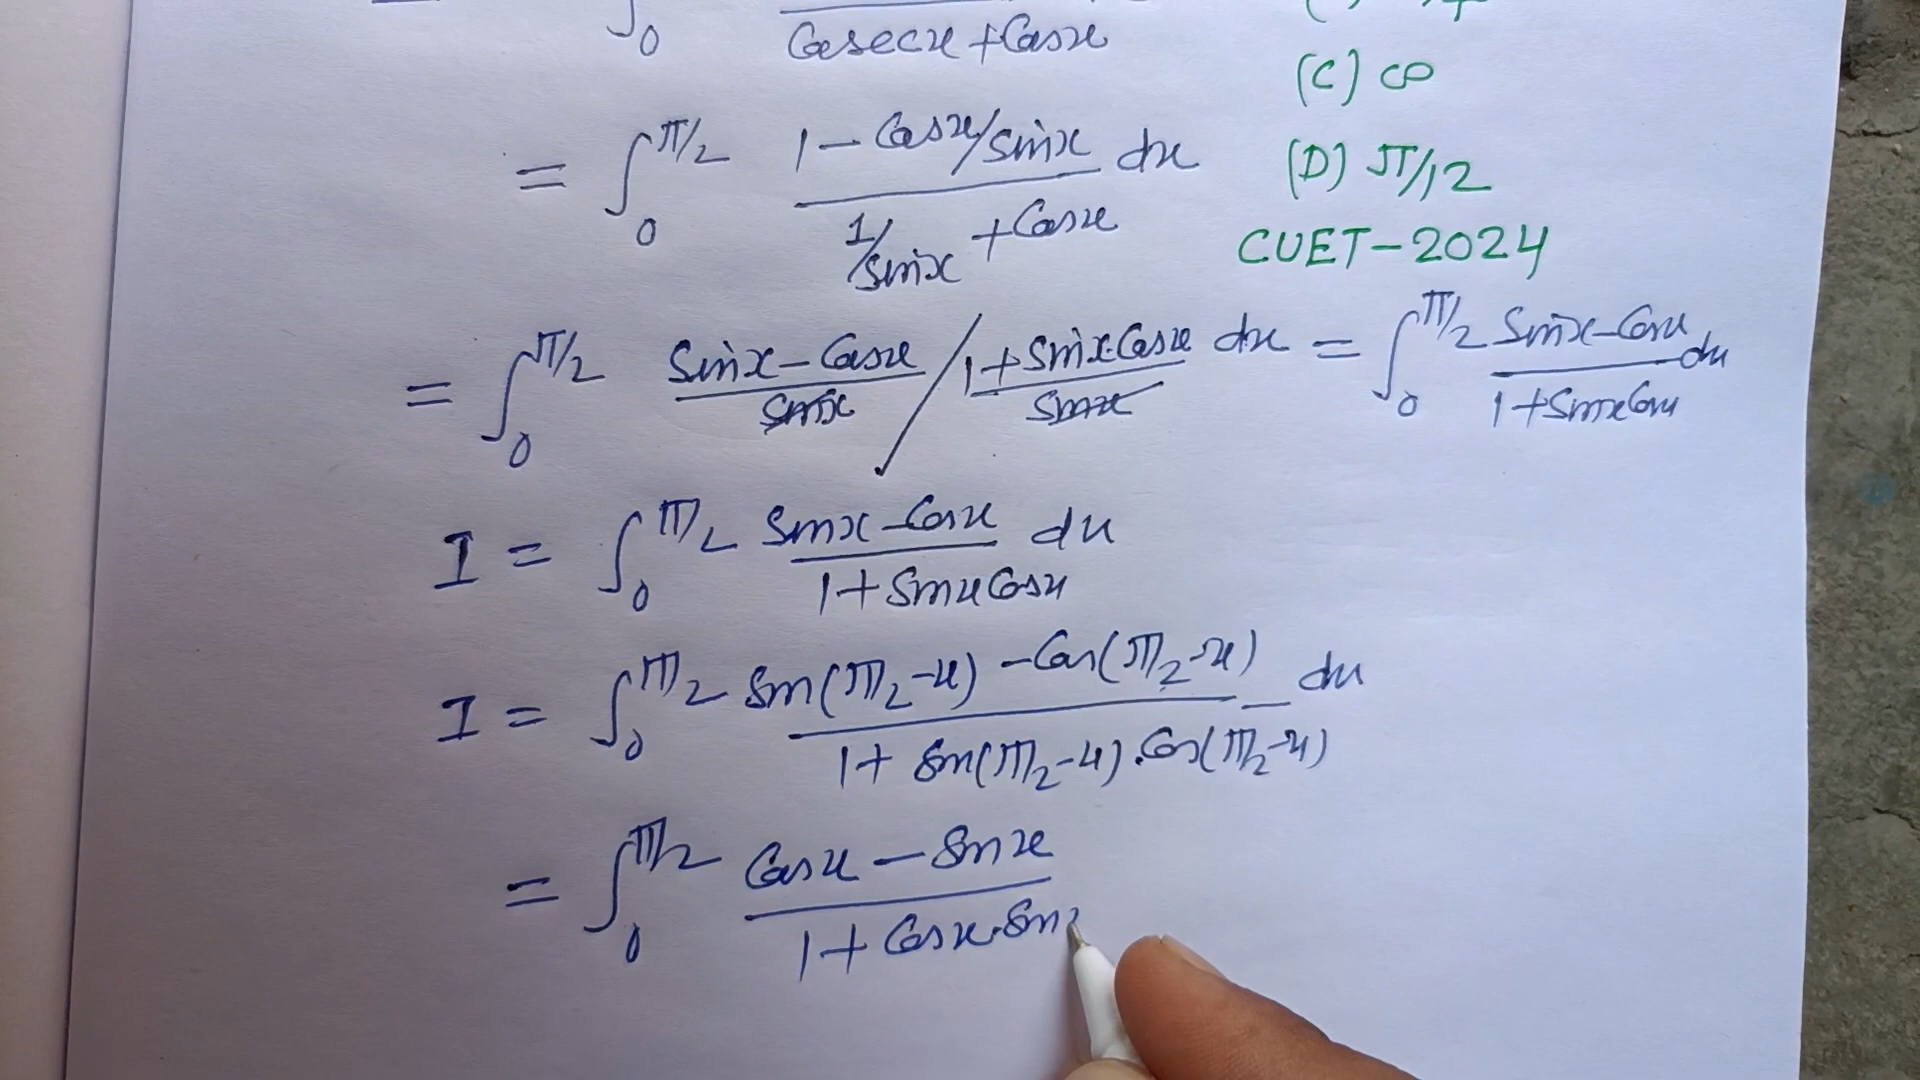 ∫₀ Cosecx + Cosx
(C) ∞
= ∫₀^π/2 (1 - Cosx/sinx)/(1/sinx + Cosx) dx
(D) π/12
CUET-2024
= ∫₀^π/2 (Sinx - Cosx)/sinx / (1 + Sinx.Cosx)/sinx dx = ∫₀^π/2 (Sinx - Cosx)/(1 + SinxCosx) dx
I = ∫₀^π/2 (Sinx - Cosx)/(1 + SinxCosx) dx
I = ∫₀^π/2 (Sin(π/2 - x) - Cos(π/2 - x))/(1 + Sin(π/2 - x).Cos(π/2 - x)) dx
= ∫₀^π/2 (Cosx - Sinx)/(1 + Cosx.Sinx